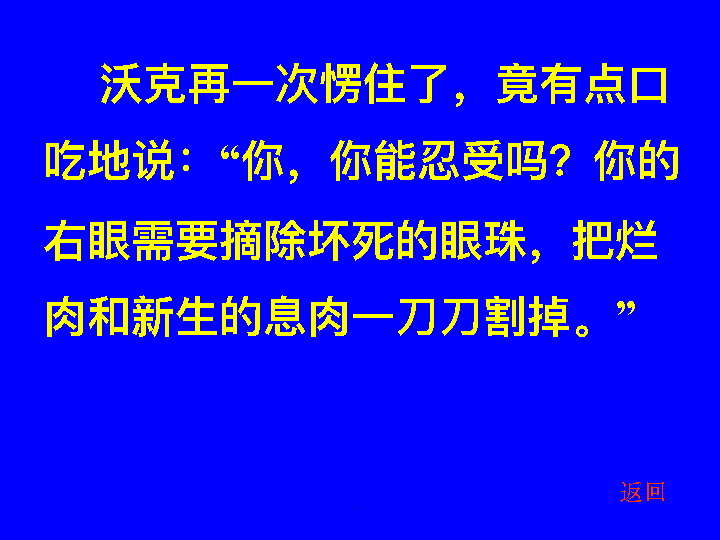 沃克再一次愣住了，竟有点口
吃地说：“你，你能忍受吗？你的
右眼需要摘除坏死的眼珠，把烂
肉和新生的息肉一刀刀割掉。”
返回